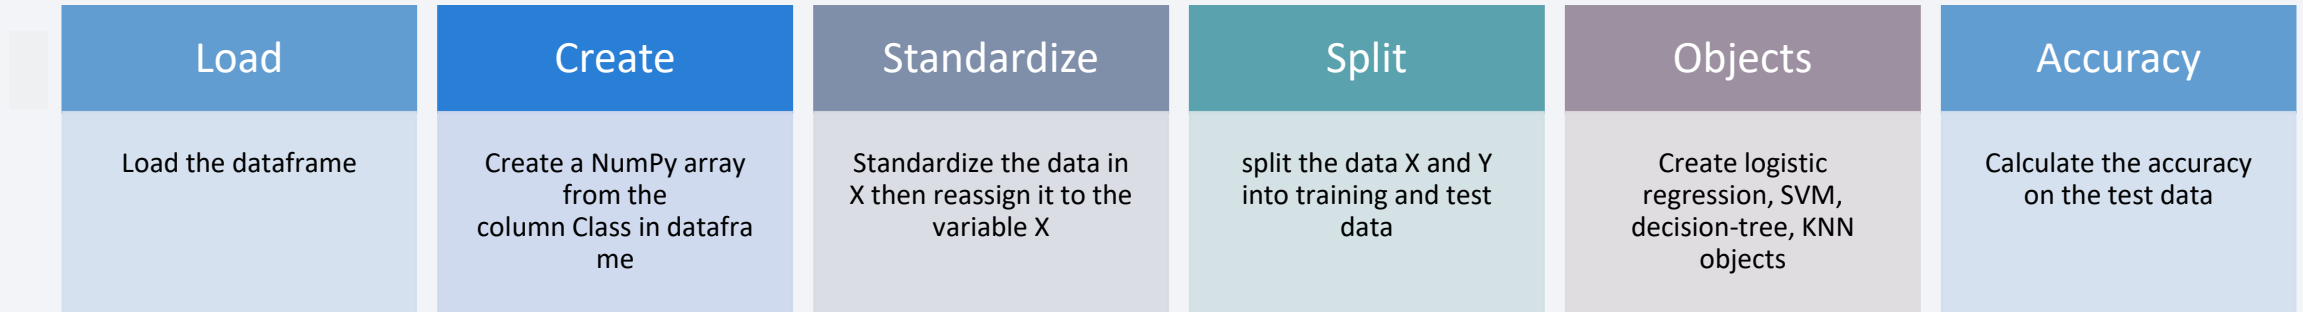 Load
Load the dataframe
Create
Create a NumPy array
from the
column Class in datafra
me
Standardize
Standardize the data in
X then reassign it to the
variable X
Split
split the data X and Y
into training and test
data
Objects
Create logistic
regression, SVM,
decision-tree, KNN
objects
Accuracy
Calculate the accuracy
on the test data